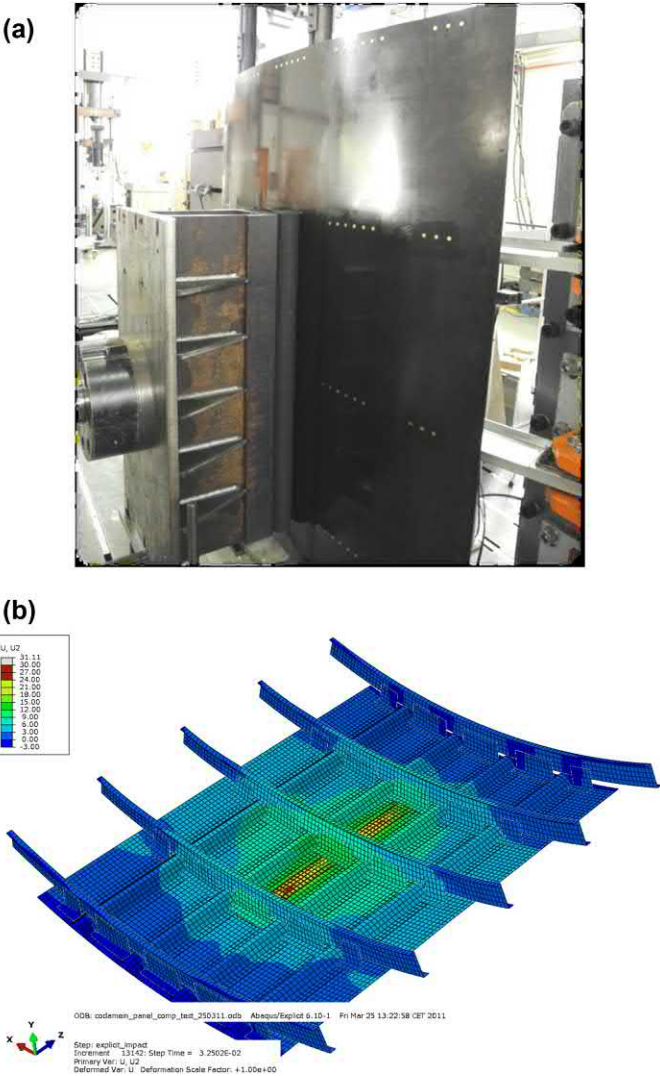 (a)
(b)
U, U2
31.11
30.00
27.00
24.00
21.00
18.00
15.00
12.00
9.00
6.00
3.00
0.00
-3.00
ODB: codamein_panel_comp_test_250311.odb Abaqus/Explicit 6.10-1 Fri Mar 25 13:22:58 CET 2011
Y
X
Z
Step: explicit_impact
Increment 13142: Step Time = 3.2502E-02
Primary Var: U, U2
Deformed Var: U Deformation Scale Factor: +1.00e+00